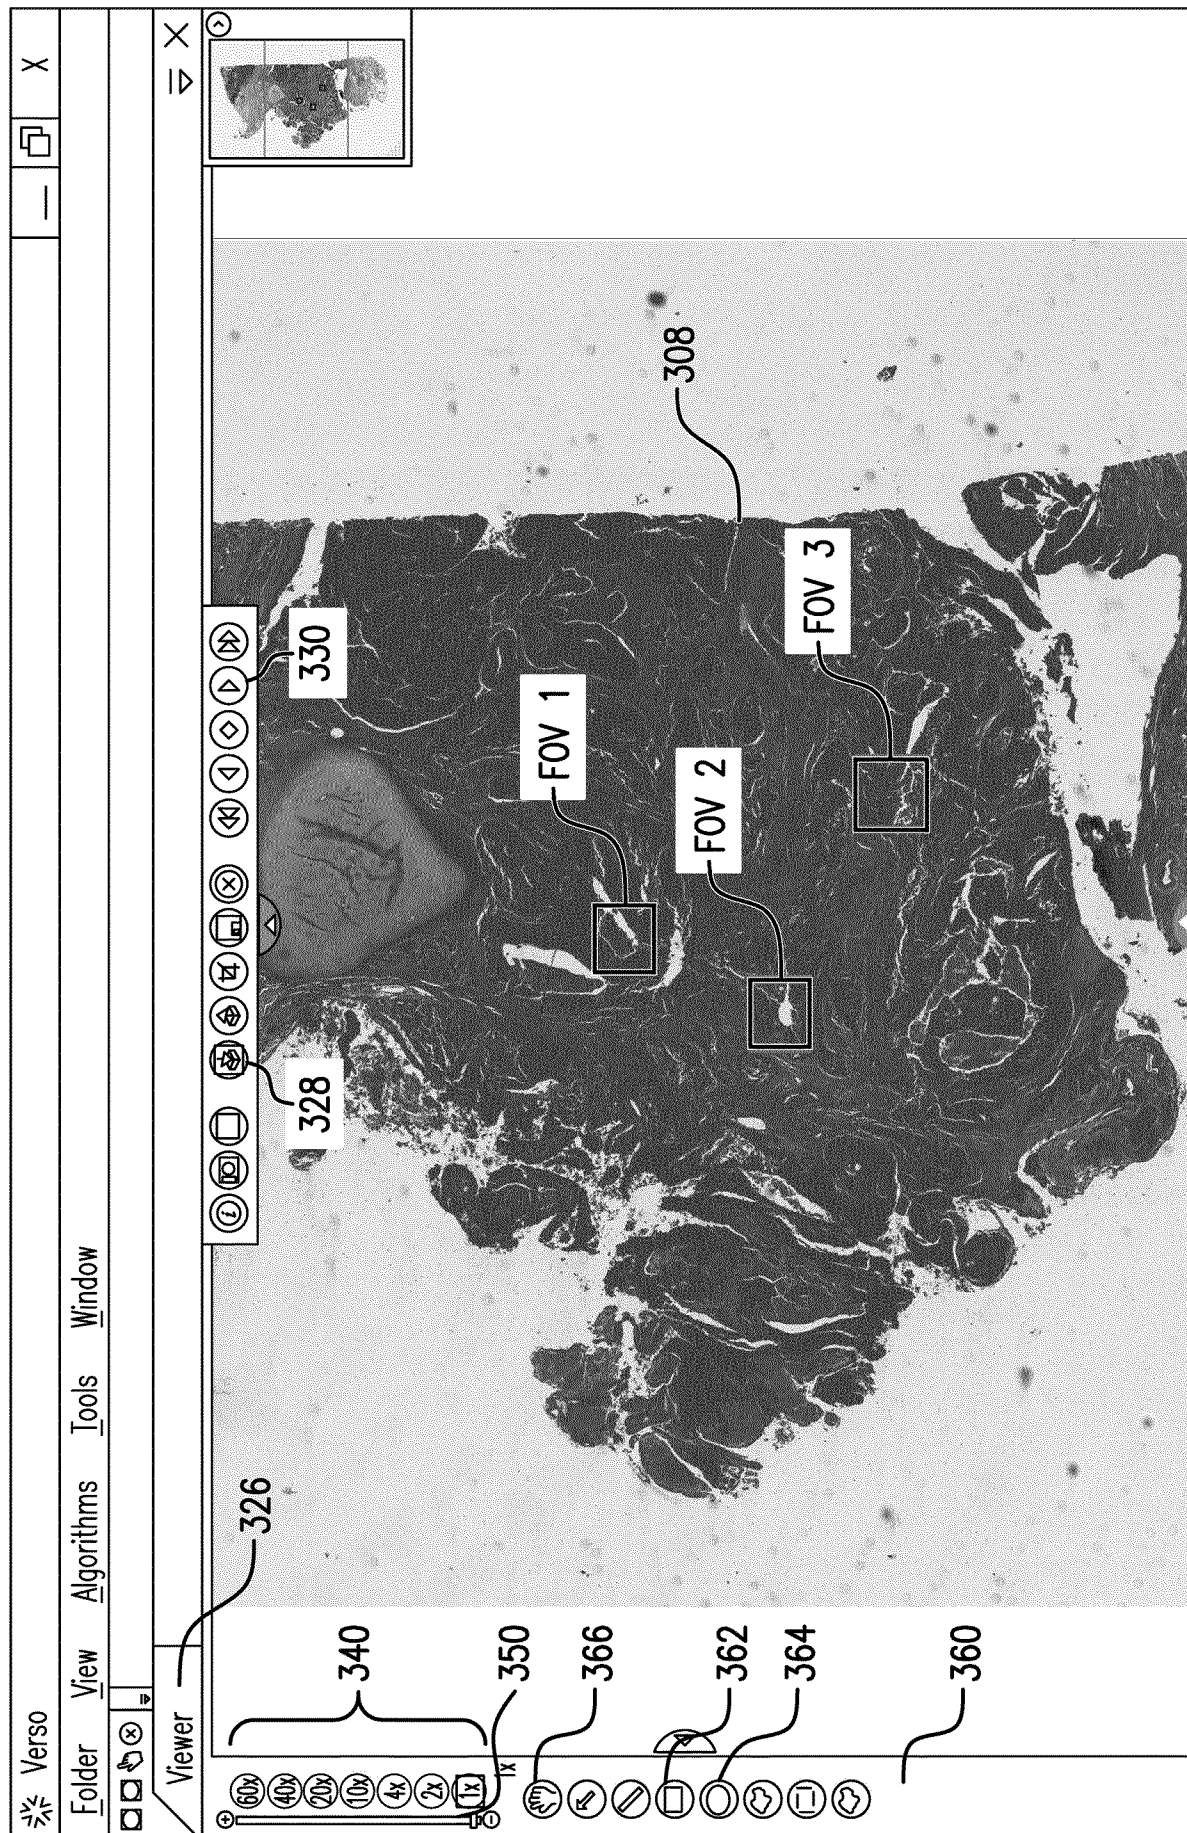 Verso
Folder View Algorithms Tools Window
Viewer
326
60x
40x
20x
10x
4x
2x
1x
1x
340
350
366
362
364
360
328
330
308
FOV 1
FOV 2
FOV 3